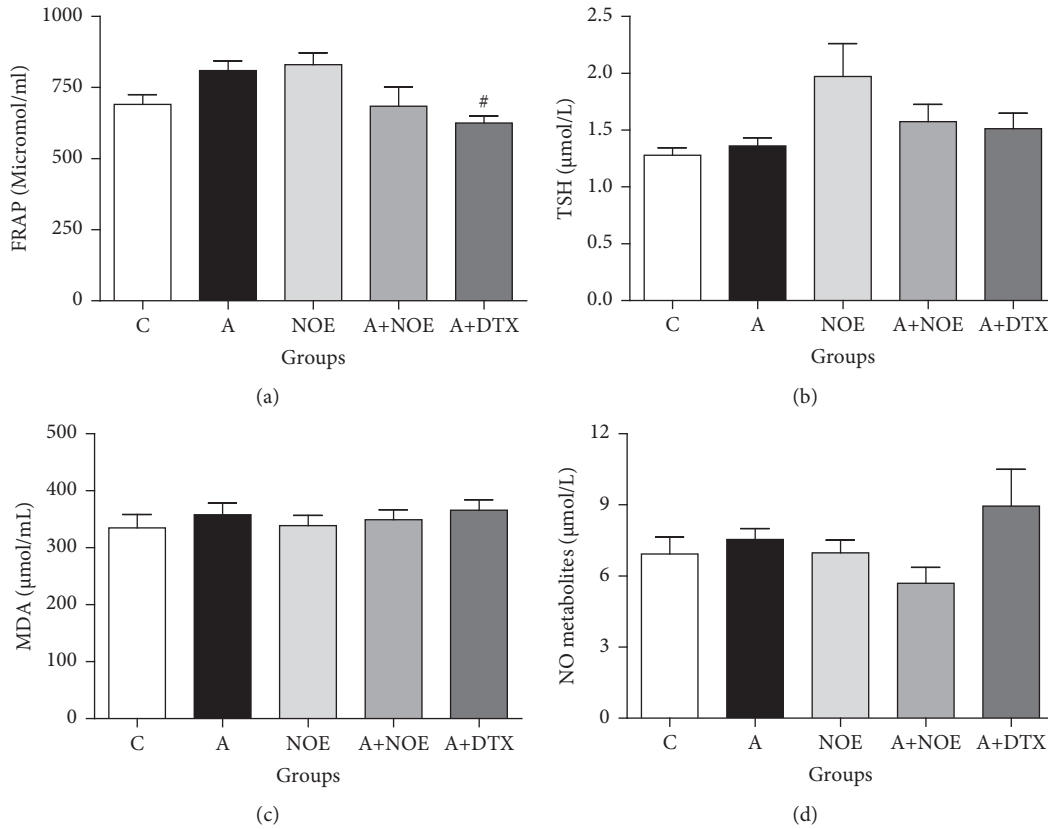 FRAP (Micromol/ml)
1000
750
500
250
0
#
C A NOE A+NOE A+DTX
Groups
(a)
TSH (μmol/L)
2.5
2.0
1.5
1.0
0.5
0.0
C A NOE A+NOE A+DTX
Groups
(b)
MDA (μmol/mL)
500
400
300
200
100
0
C A NOE A+NOE A+DTX
Groups
(c)
NO metabolites (μmol/L)
12
9
6
3
0
C A NOE A+NOE A+DTX
Groups
(d)